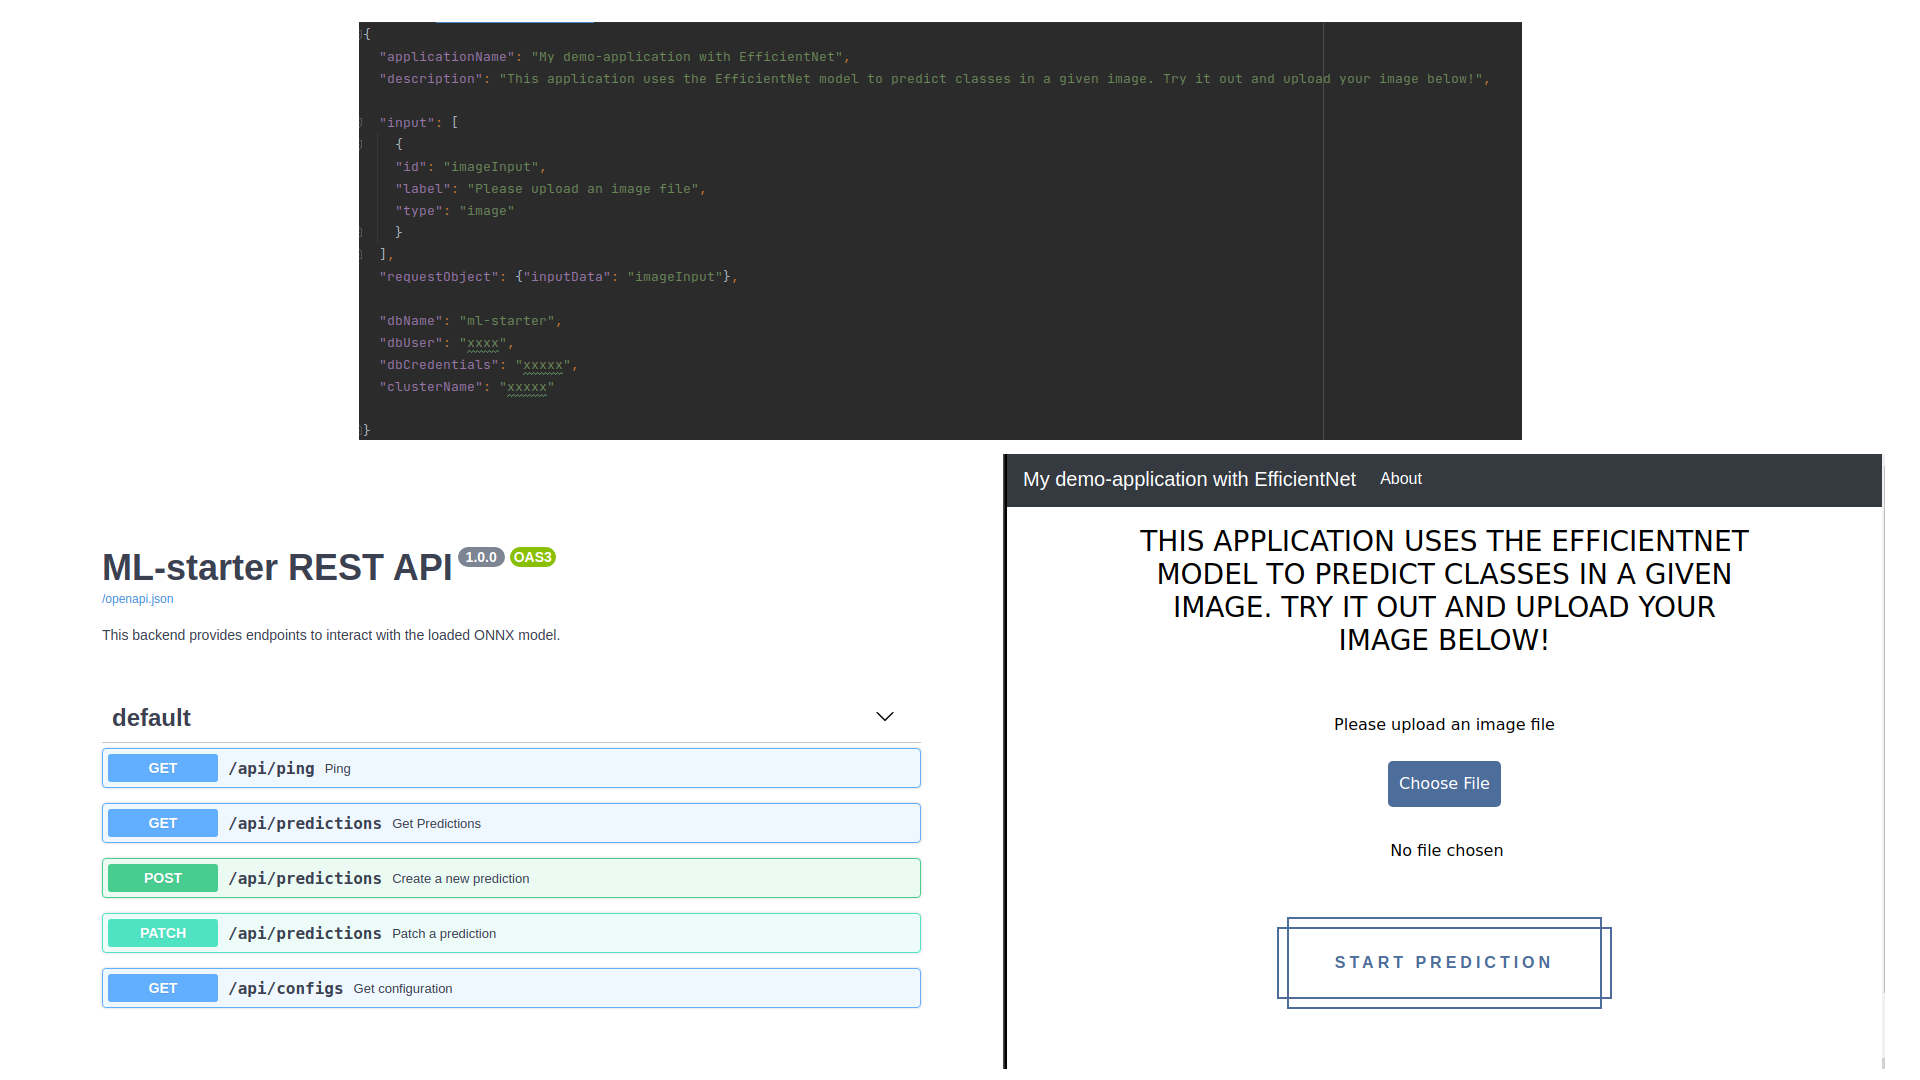 {
"applicationName": "My demo-application with EfficientNet",
"description": "This application uses the EfficientNet model to predict classes in a given image. Try it out and upload your image below!",
"input": [
{
"id": "imageInput",
"label": "Please upload an image file",
"type": "image"
}
],
"requestObject": {"inputData": "imageInput"},
"dbName": "ml-starter",
"dbUser": "xxxx",
"dbCredentials": "xxxxx",
"clusterName": "xxxxx"
}
ML-starter REST API 1.0.0 OAS3
/openapi.json
This backend provides endpoints to interact with the loaded ONNX model.
default
GET /api/ping Ping
GET /api/predictions Get Predictions
POST /api/predictions Create a new prediction
PATCH /api/predictions Patch a prediction
GET /api/configs Get configuration
My demo-application with EfficientNet About
THIS APPLICATION USES THE EFFICIENTNET
MODEL TO PREDICT CLASSES IN A GIVEN
IMAGE. TRY IT OUT AND UPLOAD YOUR
IMAGE BELOW!
Please upload an image file
Choose File
No file chosen
START PREDICTION